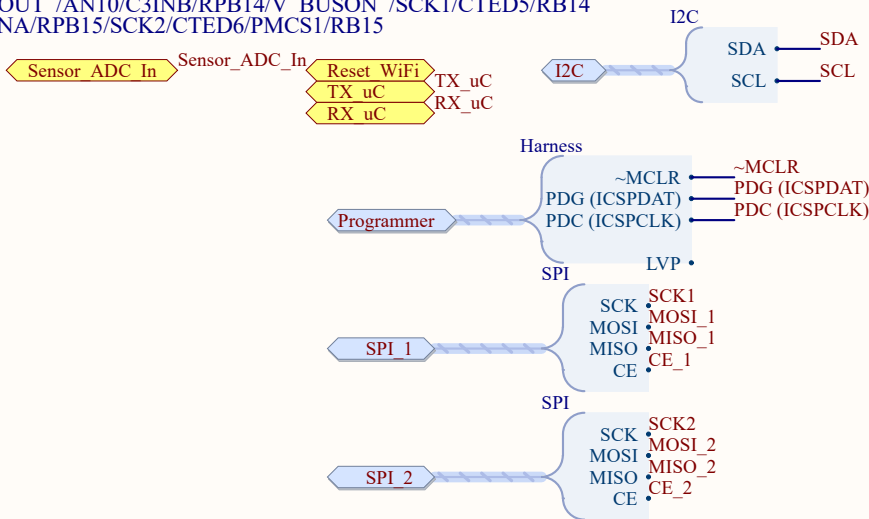 OUT /AN10/C3INB/RPB14/V BUSON /SCK1/CTED5/RB14
NA/RPB15/SCK2/CTED6/PMCS1/RB15
Sensor_ADC_In
Sensor_ADC_In
Reset_WiFi
TX_uC
TX_uC
RX_uC
RX_uC
I2C
I2C
SDA
SDA
SCL
SCL
Harness
Programmer
~MCLR
~MCLR
PDG (ICSPDAT)
PDG (ICSPDAT)
PDC (ICSPCLK)
PDC (ICSPCLK)
LVP
SPI
SPI_1
SCK
SCK1
MOSI
MOSI_1
MISO
MISO_1
CE
CE_1
SPI
SPI_2
SCK
SCK2
MOSI
MOSI_2
MISO
MISO_2
CE
CE_2